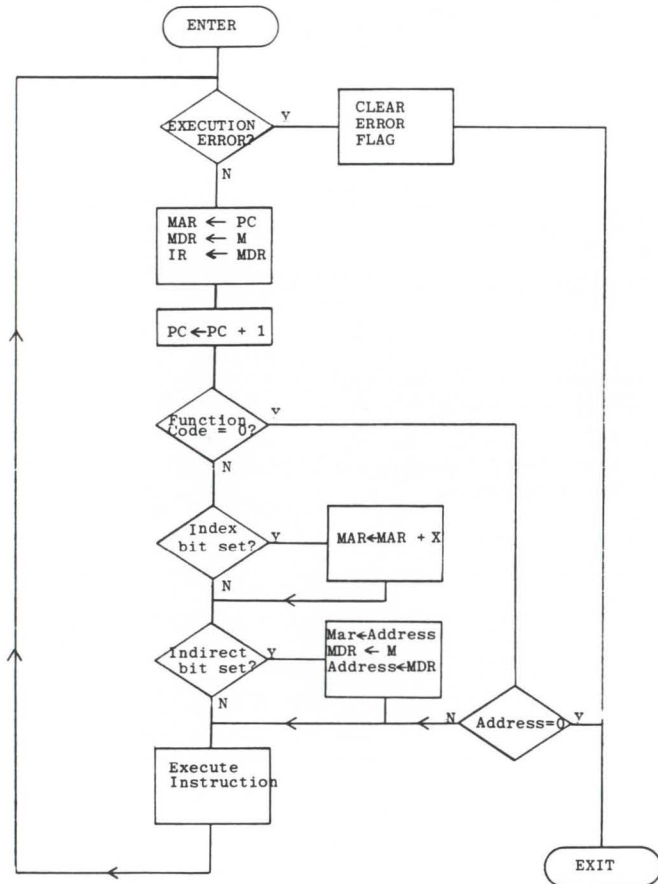 ENTER
EXECUTION
ERROR?
y
CLEAR
ERROR
FLAG
N
MAR ← PC
MDR ← M
IR ← MDR
PC←PC + 1
Function
Code = 0?
y
N
Index
bit set?
y
MAR←MAR + X
N
Indirect
bit set?
y
Mar←Address
MDR ← M
Address←MDR
N
N
Address=0
y
Execute
Instruction
EXIT